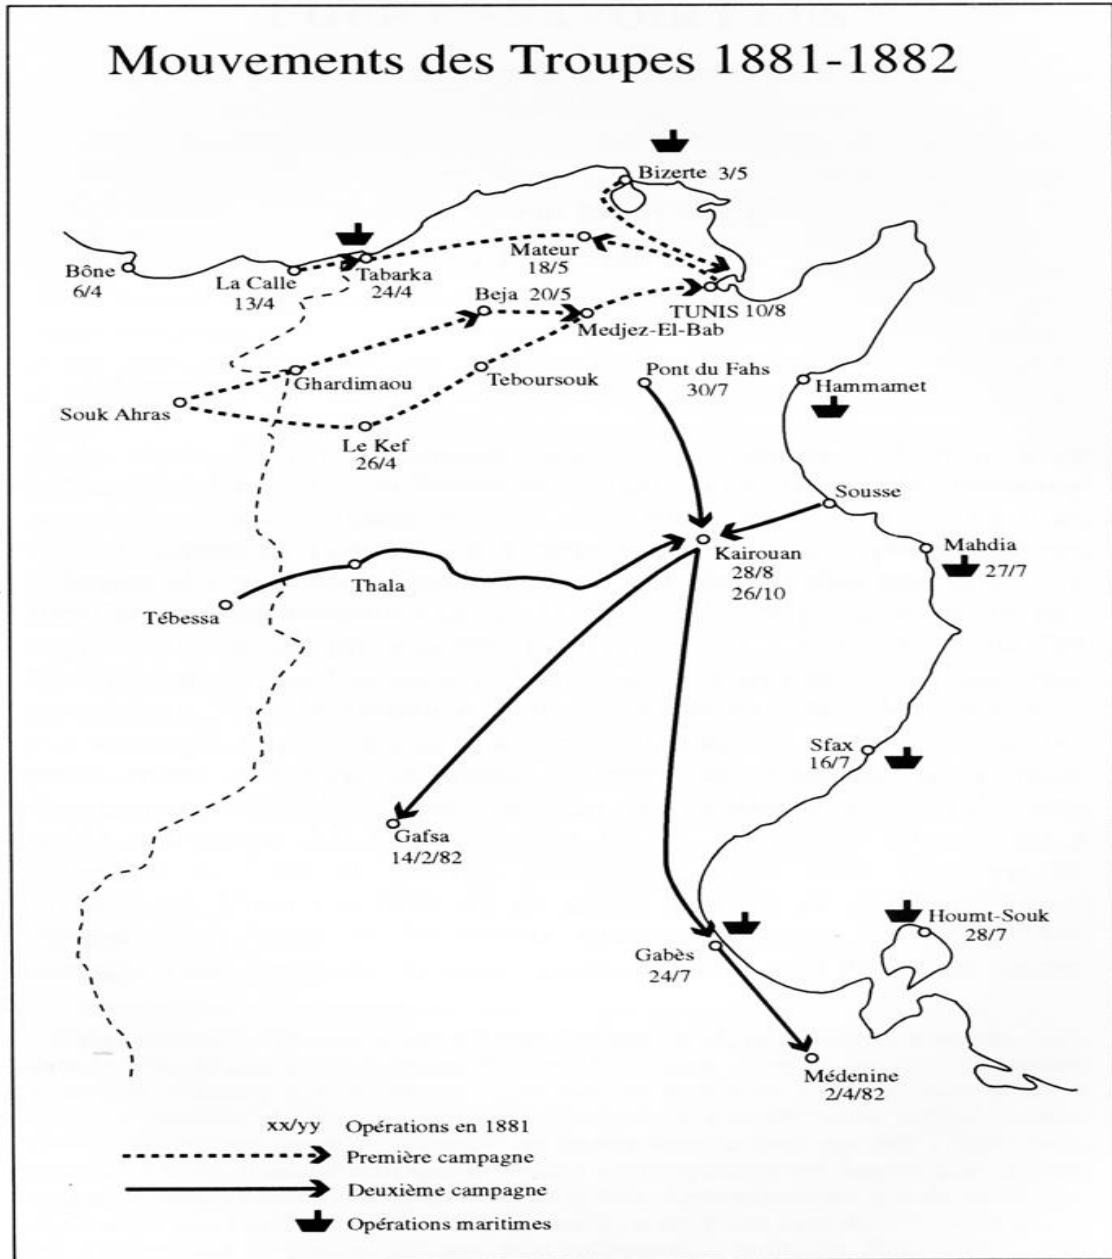 Mouvements des Troupes 1881-1882
Bizerte 3/5
Bône
6/4
La Calle
13/4
Tabarka
24/4
Mateur
18/5
Beja 20/5
TUNIS 10/8
Medjez-El-Bab
Ghardimaou
Teboursouk
Pont du Fahs
30/7
Hammamet
Souk Ahras
Le Kef
26/4
Sousse
Kairouan
28/8
26/10
Mahdia
27/7
Thala
Tébessa
Sfax
16/7
Gafsa
14/2/82
Houmt-Souk
28/7
Gabès
24/7
Médenine
2/4/82
xx/yy Opérations en 1881
Première campagne
Deuxième campagne
Opérations maritimes